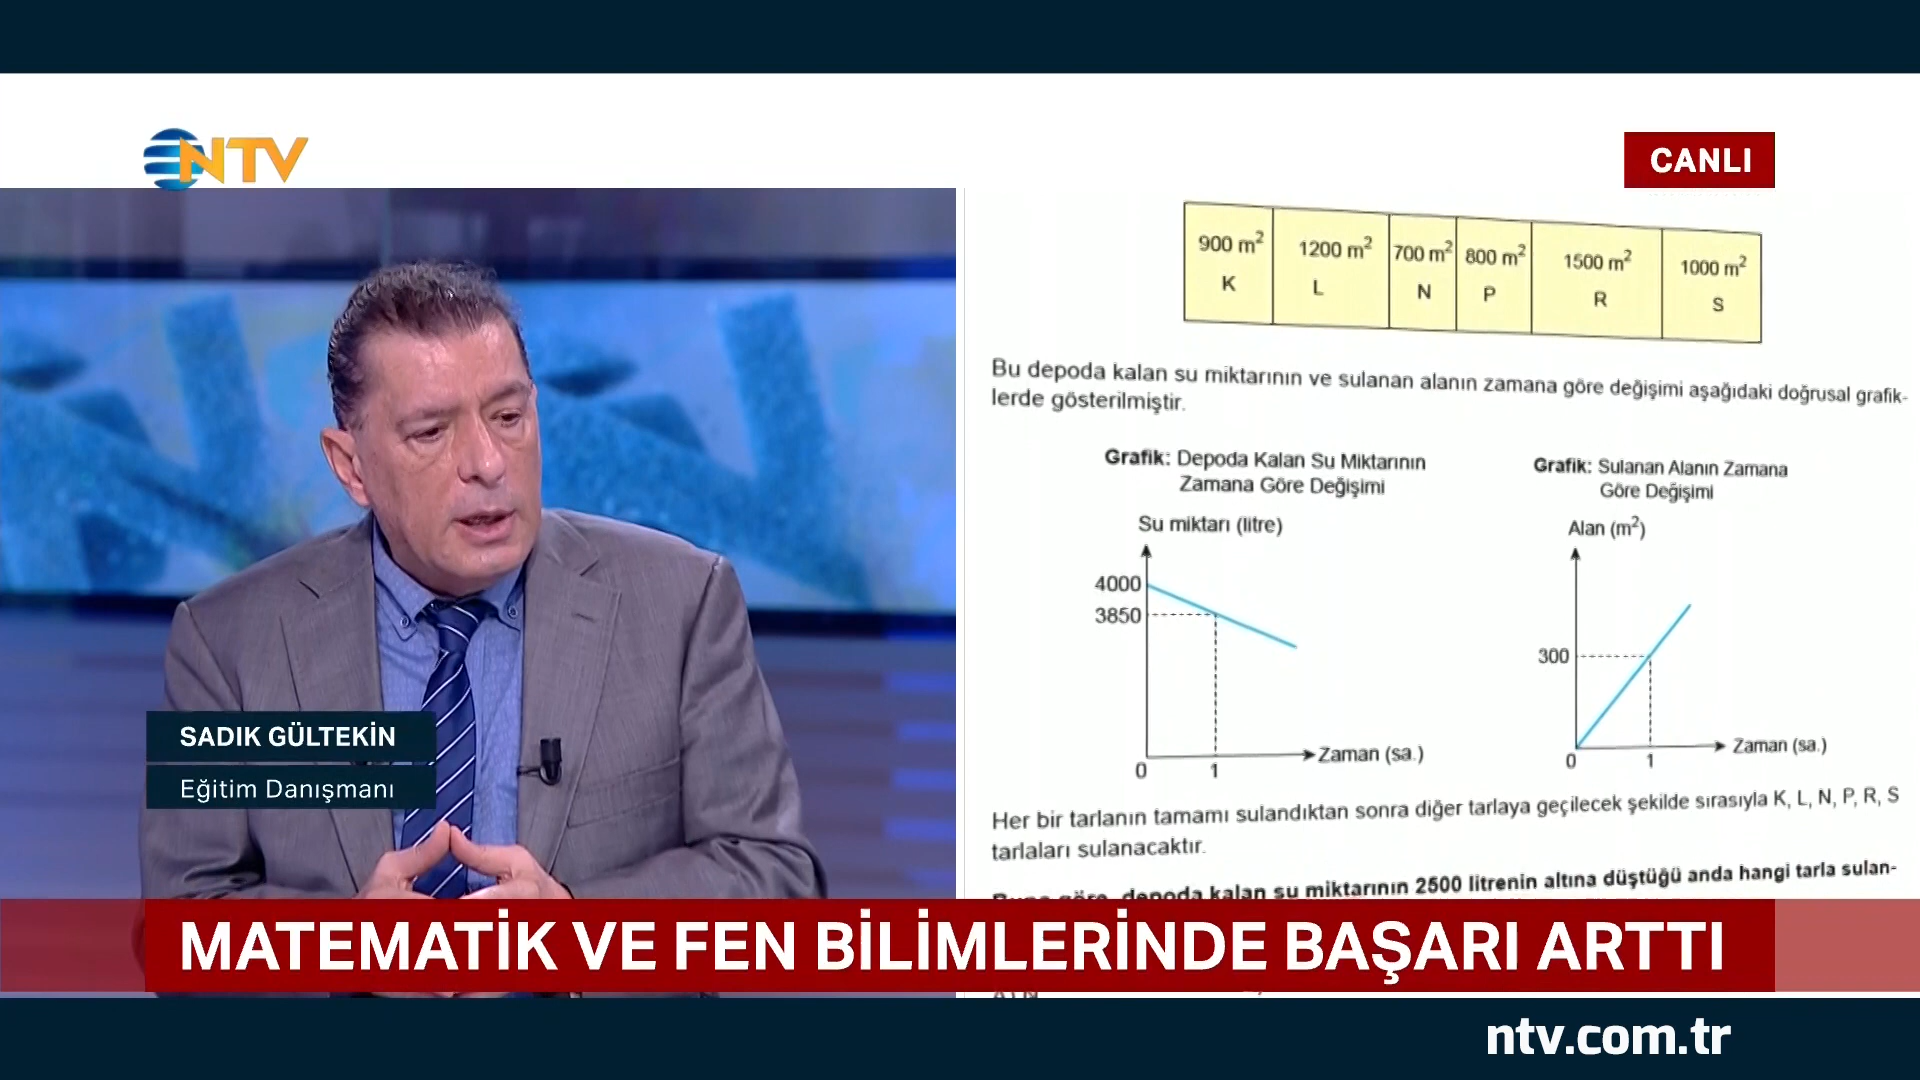 NTV
CANLI
900 m² 1200 m² 700 m² 800 m² 1500 m² 1000 m²
K L N P R S
Bu depoda kalan su miktarının ve sulanan alanın zamana göre değişimi aşağıdaki doğrusal grafik-
lerde gösterilmiştir.
Grafik: Depoda Kalan Su Miktarının
Zamana Göre Değişimi
Su miktarı (litre)
4000
3850
0 1 Zaman (sa.)
Grafik: Sulanan Alanın Zamana
Göre Değişimi
Alan (m²)
300
0 1 Zaman (sa.)
Her bir tarlanın tamamı sulandıktan sonra diğer tarlaya geçilecek şekilde sırasıyla K, L, N, P, R, S
tarlaları sulanacaktır.
Buna göre, depoda kalan su miktarının 2500 litrenin altına düştüğü anda hangi tarla sulan-
SADIK GÜLTEKİN
Eğitim Danışmanı
MATEMATİK VE FEN BİLİMLERİNDE BAŞARI ARTTI
ntv.com.tr